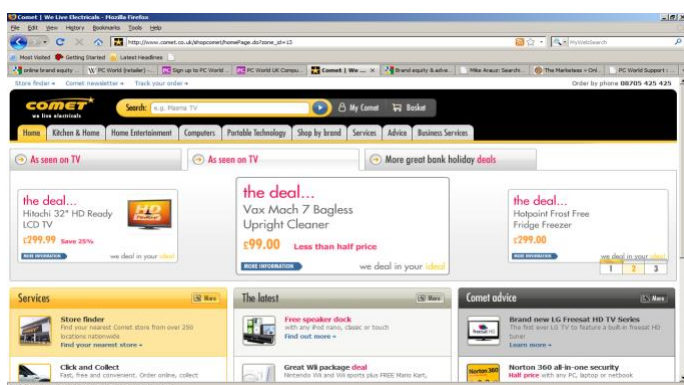 Comet | We Live Electricals - Mozilla Firefox
File Edit View History Bookmarks Tools Help
http://www.comet.co.uk/shopcomet/homePage.do?zone_id=13
MyWebSearch
Most Visited Getting Started Latest Headlines
online brand equity ... PC World (retailer) -... Sign up to PC World ... PC World UK Compu... Comet | We ... Brand equity & adve... Mike Arauz: Searchi... The Marketeas » Onl... PC World Support : ...
Store finder Comet newsletter Track your order Order by phone 08705 425 425
COMET
we live electricals
Search: e.g. Plasma TV My Comet Basket
Home Kitchen & Home Home Entertainment Computers Portable Technology Shop by brand Services Advice Business Services
As seen on TV As seen on TV More great bank holiday deals
the deal...
Hitachi 32" HD Ready
LCD TV
£299.99 Save 25%
MORE INFORMATION we deal in your ideal
the deal...
Vax Mach 7 Bagless
Upright Cleaner
£99.00 Less than half price
MORE INFORMATION we deal in your ideal
the deal...
Hotpoint Frost Free
Fridge Freezer
£299.00
MORE INFORMATION we deal in your ideal
1 2 3
Services More
Store finder
Find your nearest Comet store from over 250
locations nationwide
Find your nearest store
Click and Collect
Fast, free and convenient. Order online, collect
The latest More
Free speaker dock
with any iPod nano, classic or touch
Find out more
Great Wii package deal
Nintendo Wii and Wii sports plus FREE Mario Kart,
Comet advice More
Brand new LG Freesat HD TV Series
The first ever LG TV to feature a built-in freesat HD
tuner
Learn more
Norton 360 all-in-one security
Half price with any PC, laptop or netbook